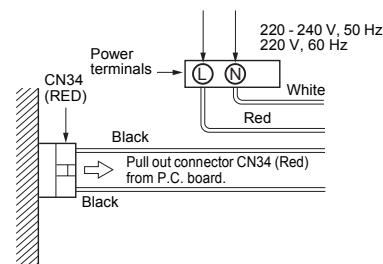 220 - 240 V, 50 Hz
220 V, 60 Hz
Power
terminals
L N
CN34
(RED)
White
Red
Black
Pull out connector CN34 (Red)
from P.C. board.
Black